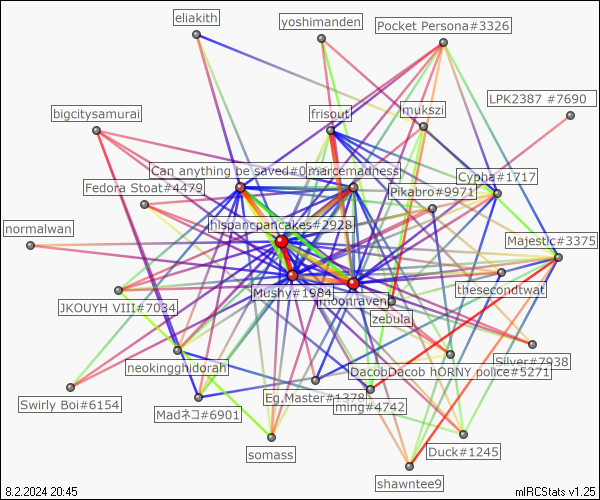 eliakith
yoshimanden
Pocket Persona#3326
LPK2387 #7690
bigcitysamurai
frisout
mukszi
Can anything be saved#0
marcemadness
Cypha#1717
Fedora Stoat#4479
Pikabro#9971
hispancpancakes#2928
normalwan
Majestic#3375
Mushy#1984
moonraven
thesecondtwat
JKOUYH VIII#7034
zebula
neokingghidorah
Silver#7938
DacobDacob hORNY police#5271
Swirly Boi#6154
Madネコ#6901
Eg.Master#1378
ming#4742
somass
Duck#1245
shawntee9
8.2.2024 20:45
mIRCStats v1.25